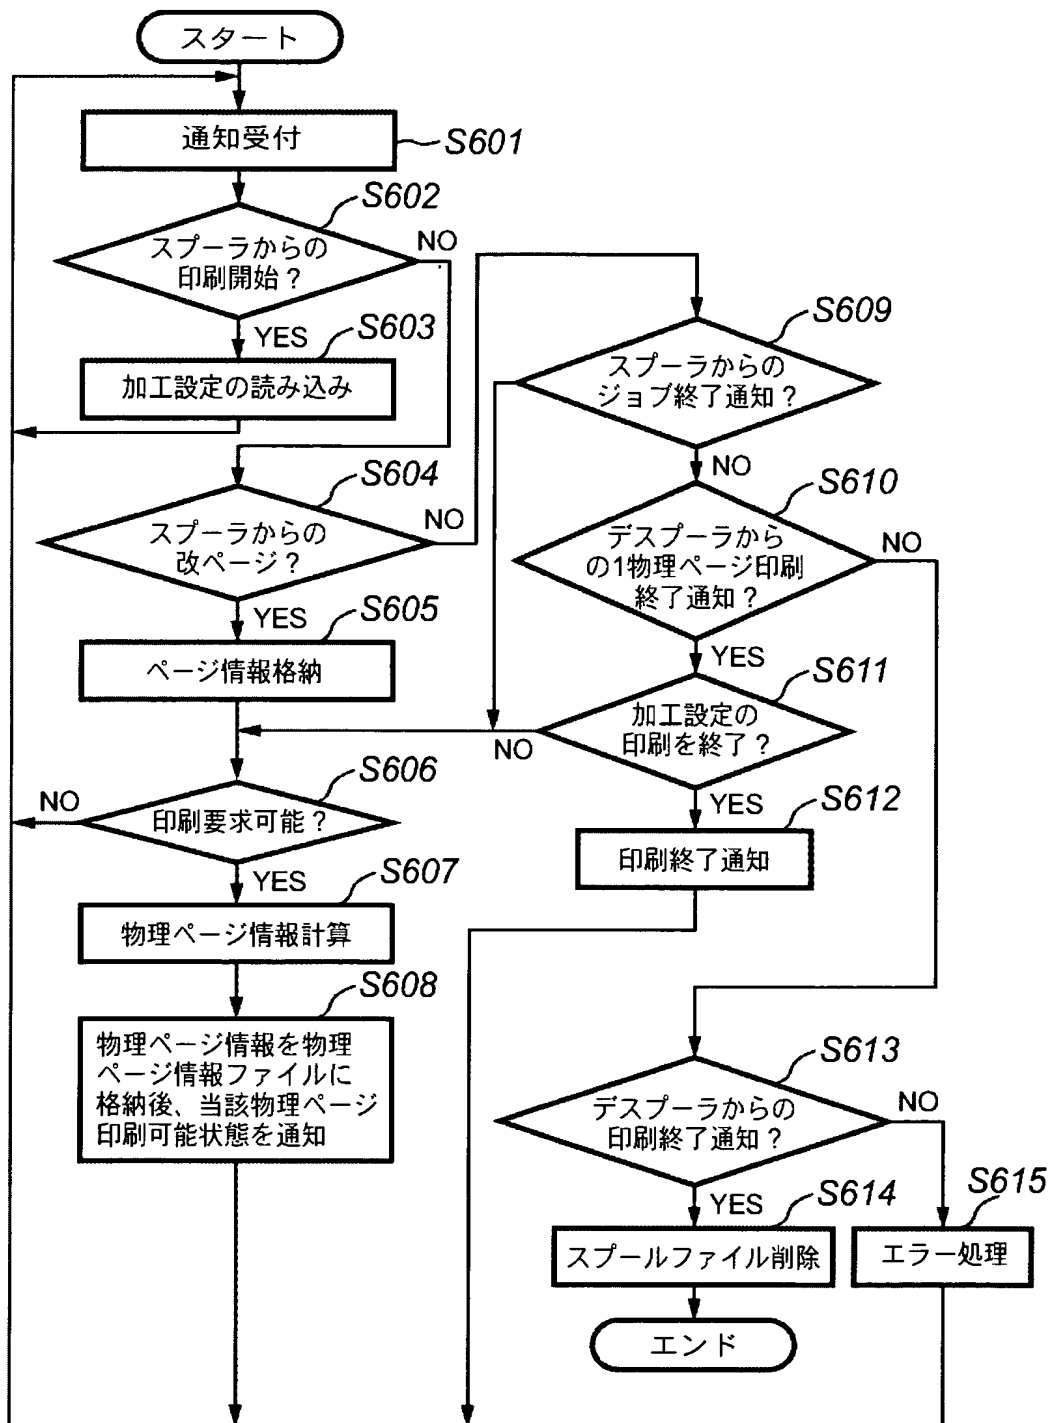 スタート
通知受付
S601
S602
スプーラからの
印刷開始？
NO
YES
S603
加工設定の読み込み
S604
スプーラからの
改ページ？
NO
YES
S605
ページ情報格納
S606
印刷要求可能？
NO
YES
S607
物理ページ情報計算
S608
物理ページ情報を物理
ページ情報ファイルに
格納後、当該物理ページ
印刷可能状態を通知
S609
スプーラからの
ジョブ終了通知？
NO
S610
デスプーラから
の1物理ページ印刷
終了通知？
NO
YES
S611
加工設定の
印刷を終了？
NO
YES
S612
印刷終了通知
S613
デスプーラからの
印刷終了通知？
NO
YES
S614
スプールファイル削除
S615
エラー処理
エンド